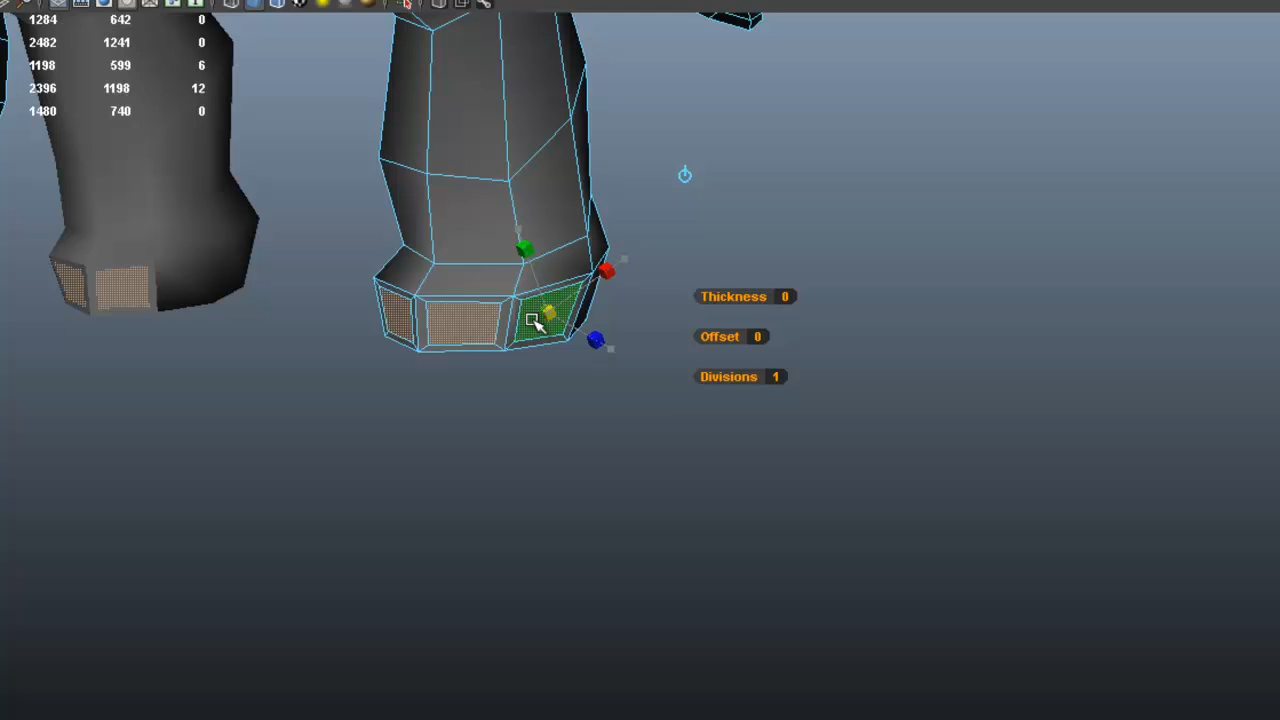 1284 642 0
2482 1241 0
1198 599 6
2396 1198 12
1480 740 0
Thickness 0
Offset 0
Divisions 1